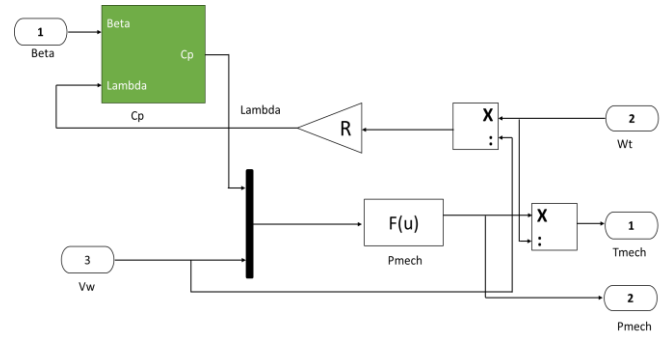 1
Beta
Beta
Cp
Lambda
Cp
Lambda
R
X
:
2
Wt
F(u)
Pmech
X
:
1
Tmech
3
Vw
2
Pmech